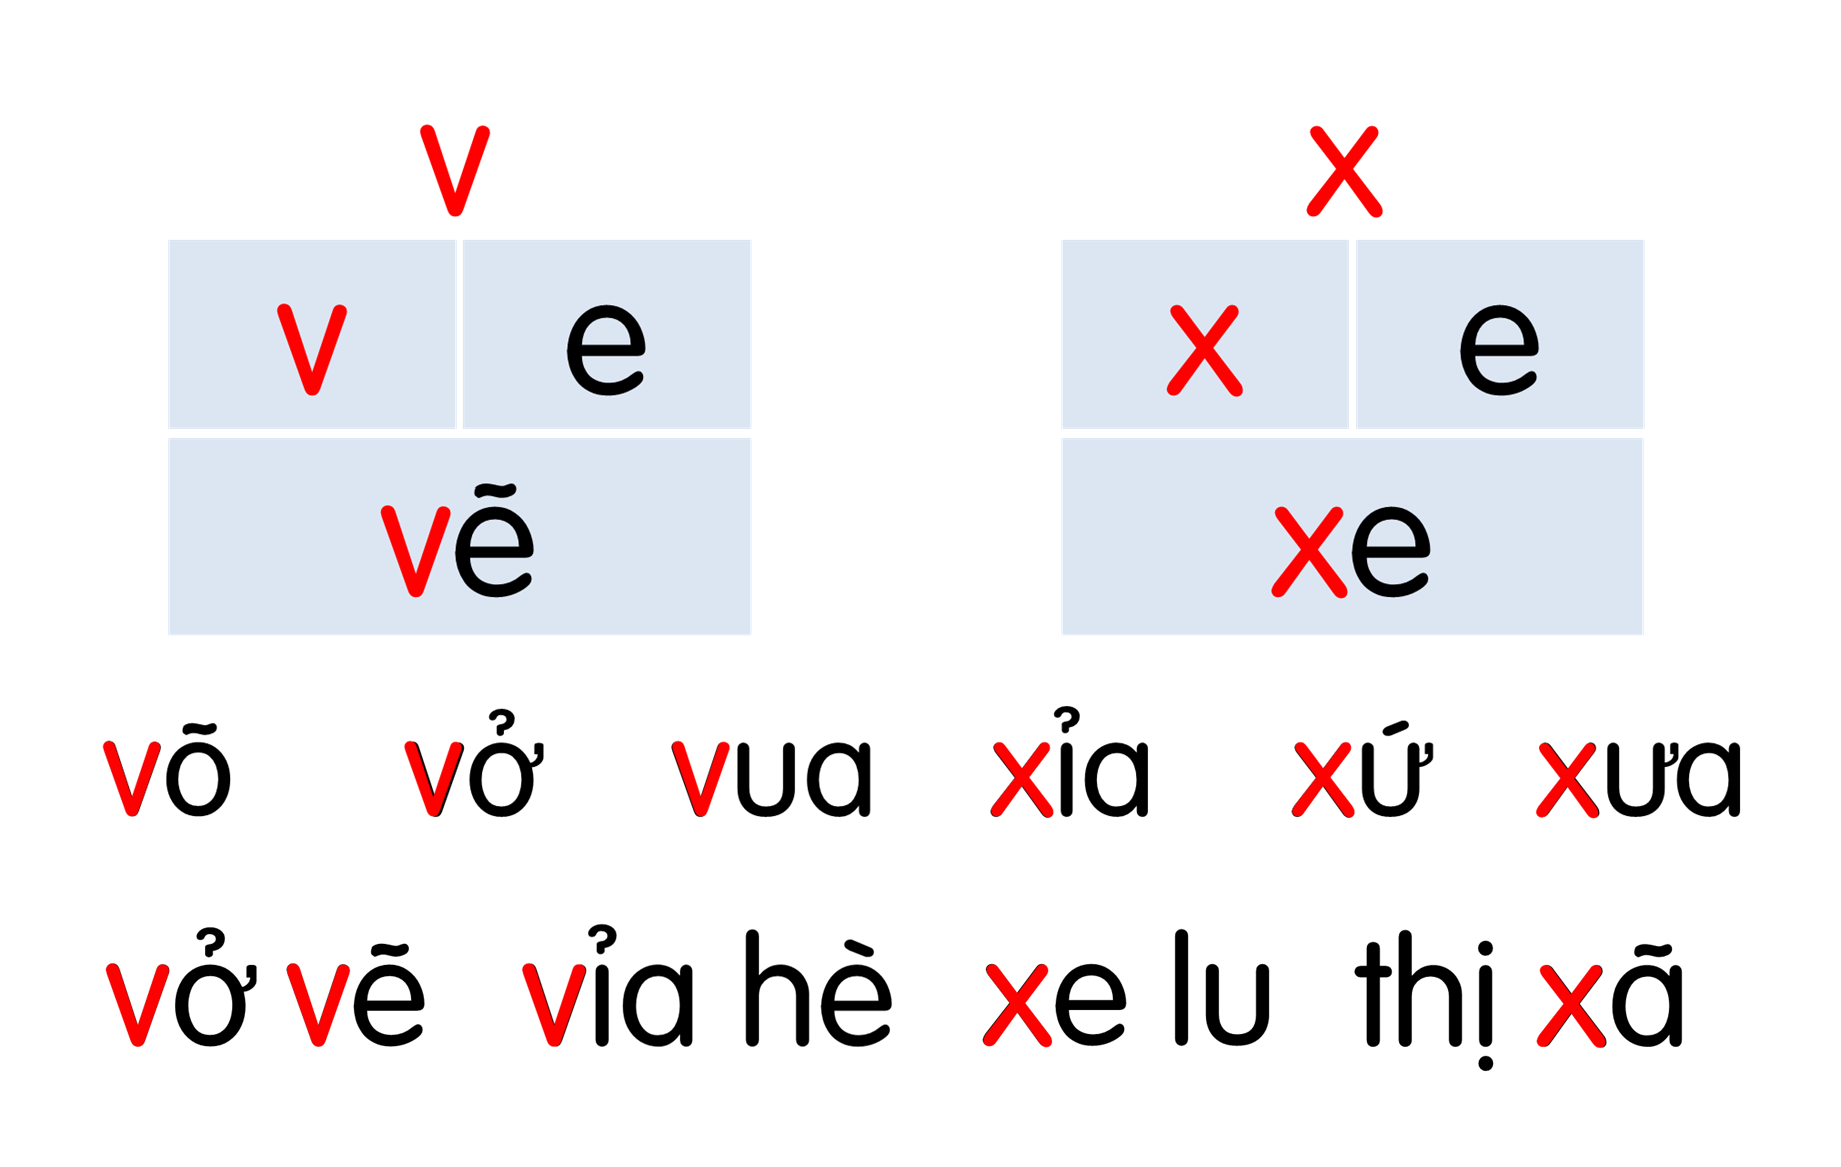 v x
v e x e
vẽ xe
võ vở vua xỉa xứ xưa
vở vẽ vỉa hè xe lu thị xã